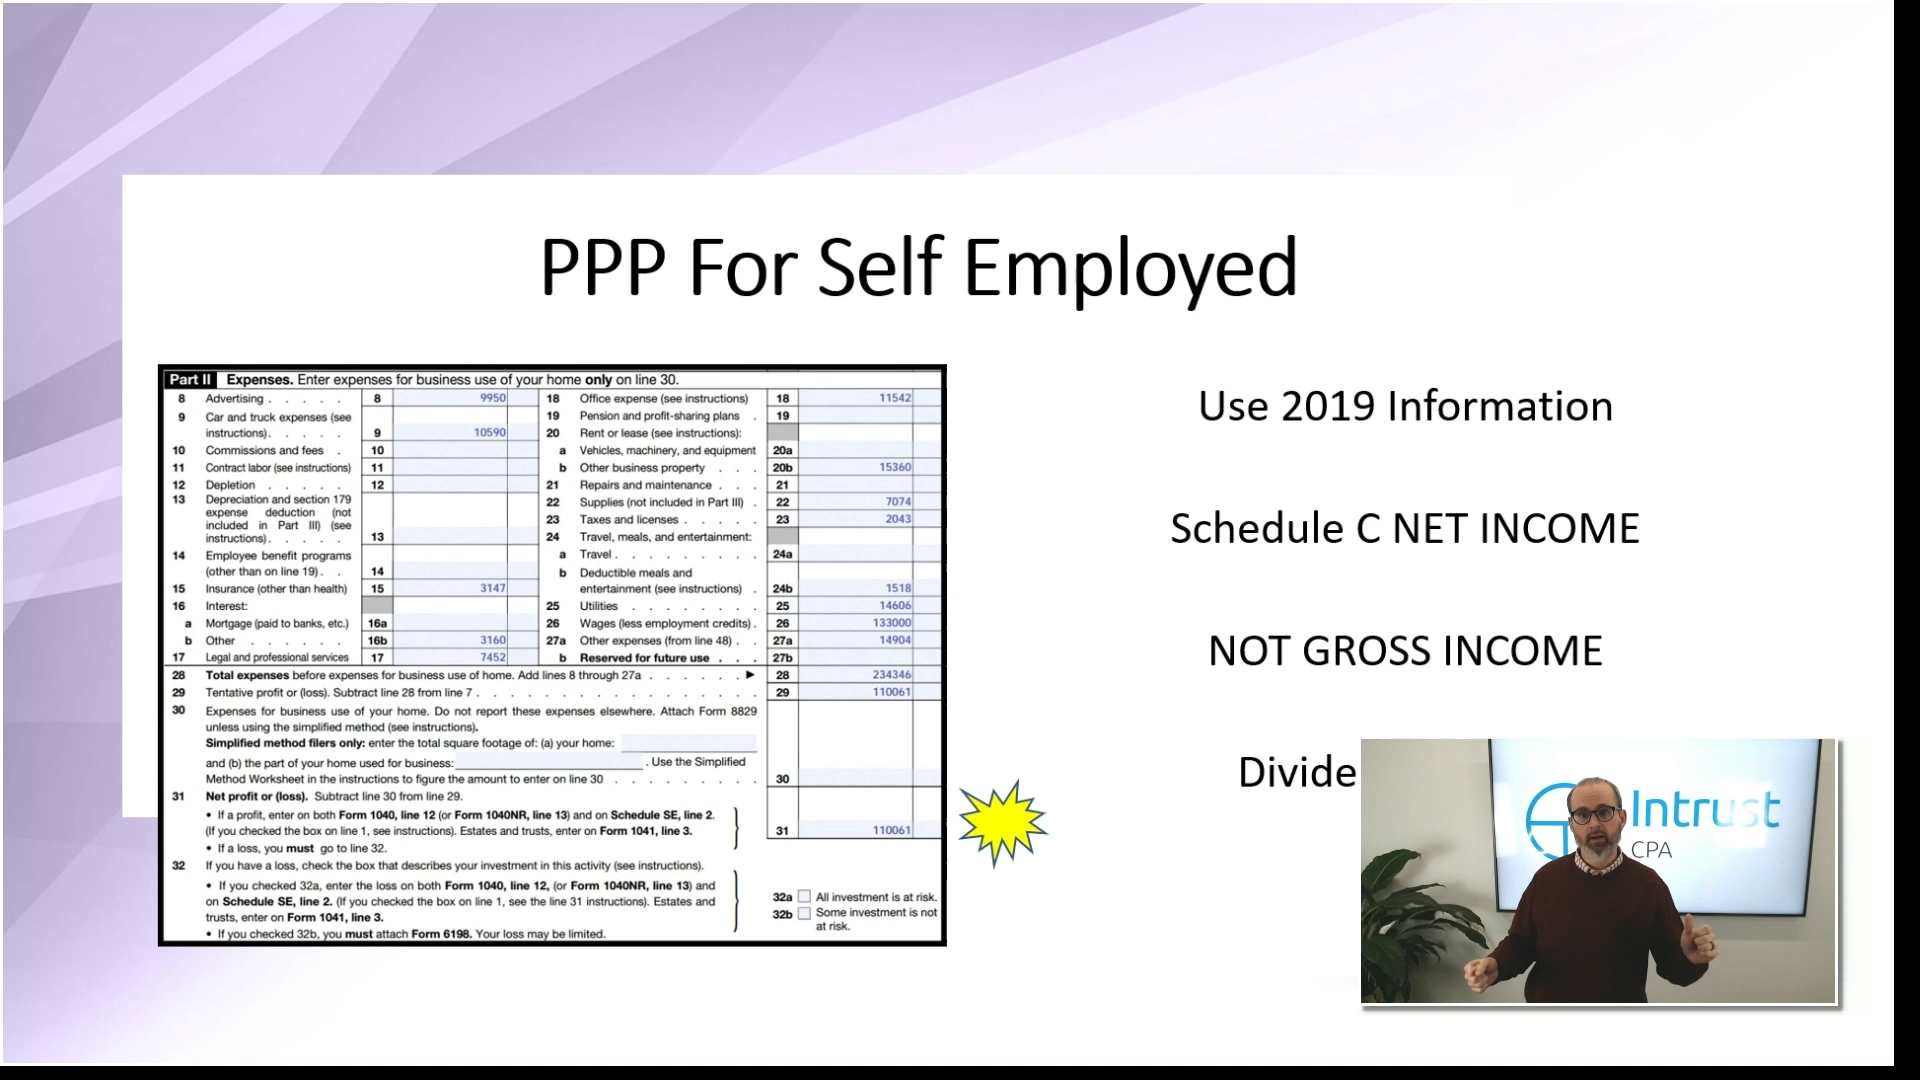 PPP For Self Employed
Part II Expenses. Enter expenses for business use of your home only on line 30.
8 Advertising . . . . . 8 9950
9 Car and truck expenses (see
instructions). . . . . 9 10590
10 Commissions and fees . 10
11 Contract labor (see instructions) 11
12 Depletion . . . . . 12
13 Depreciation and section 179
expense deduction (not
included in Part III) (see
instructions). . . . . 13
14 Employee benefit programs
(other than on line 19). . 14
15 Insurance (other than health) 15 3147
16 Interest:
a Mortgage (paid to banks, etc.) 16a
b Other . . . . . . 16b 3160
17 Legal and professional services 17 7452
18 Office expense (see instructions) 18 11542
19 Pension and profit-sharing plans . 19
20 Rent or lease (see instructions):
a Vehicles, machinery, and equipment 20a
b Other business property . . . 20b 15360
21 Repairs and maintenance . . . 21
22 Supplies (not included in Part III) . 22 7074
23 Taxes and licenses . . . . . 23 2043
24 Travel, meals, and entertainment:
a Travel . . . . . . . . . 24a
b Deductible meals and
entertainment (see instructions) . 24b 1518
25 Utilities . . . . . . . . 25 14606
26 Wages (less employment credits) . 26 133000
27a Other expenses (from line 48) . . 27a 14904
b Reserved for future use . . . 27b
28 Total expenses before expenses for business use of home. Add lines 8 through 27a . . . . . . ► 28 234346
29 Tentative profit or (loss). Subtract line 28 from line 7 . . . . . . . . . . . . . . . . . 29 110061
30 Expenses for business use of your home. Do not report these expenses elsewhere. Attach Form 8829
unless using the simplified method (see instructions).
Simplified method filers only: enter the total square footage of: (a) your home:
and (b) the part of your home used for business: . Use the Simplified
Method Worksheet in the instructions to figure the amount to enter on line 30 . . . . . . . . . 30
31 Net profit or (loss). Subtract line 30 from line 29.
• If a profit, enter on both Form 1040, line 12 (or Form 1040NR, line 13) and on Schedule SE, line 2.
(If you checked the box on line 1, see instructions). Estates and trusts, enter on Form 1041, line 3. 31 110061
• If a loss, you must go to line 32.
32 If you have a loss, check the box that describes your investment in this activity (see instructions).
• If you checked 32a, enter the loss on both Form 1040, line 12, (or Form 1040NR, line 13) and
on Schedule SE, line 2. (If you checked the box on line 1, see the line 31 instructions). Estates and
trusts, enter on Form 1041, line 3.
• If you checked 32b, you must attach Form 6198. Your loss may be limited.
32a All investment is at risk.
32b Some investment is not
at risk.
Use 2019 Information
Schedule C NET INCOME
NOT GROSS INCOME
Divide
Intrust
CPA